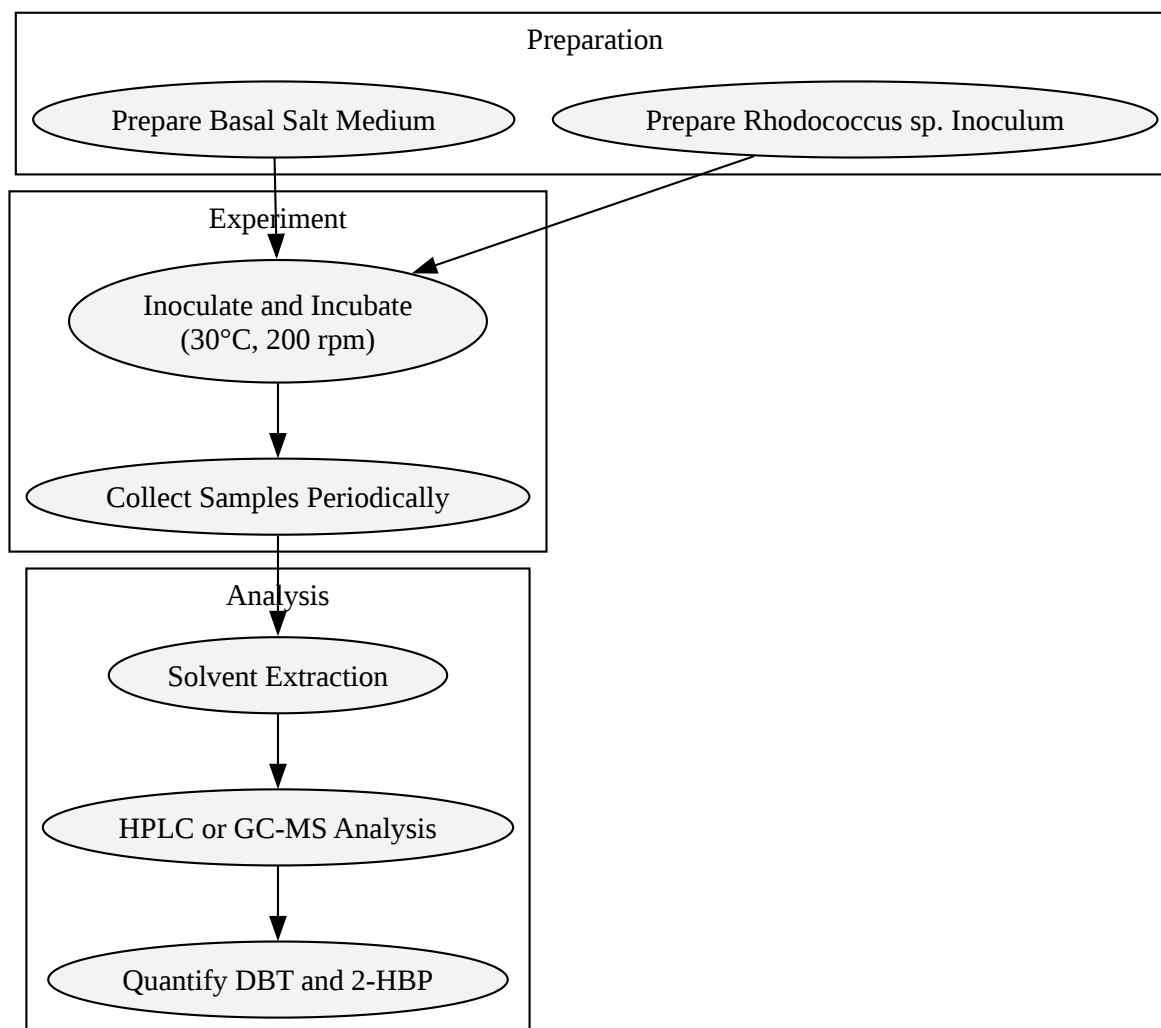 Preparation
Prepare Basal Salt Medium
Prepare Rhodococcus sp. Inoculum
Experiment
Inoculate and Incubate
(30°C, 200 rpm)
Collect Samples Periodically
Analysis
Solvent Extraction
HPLC or GC-MS Analysis
Quantify DBT and 2-HBP